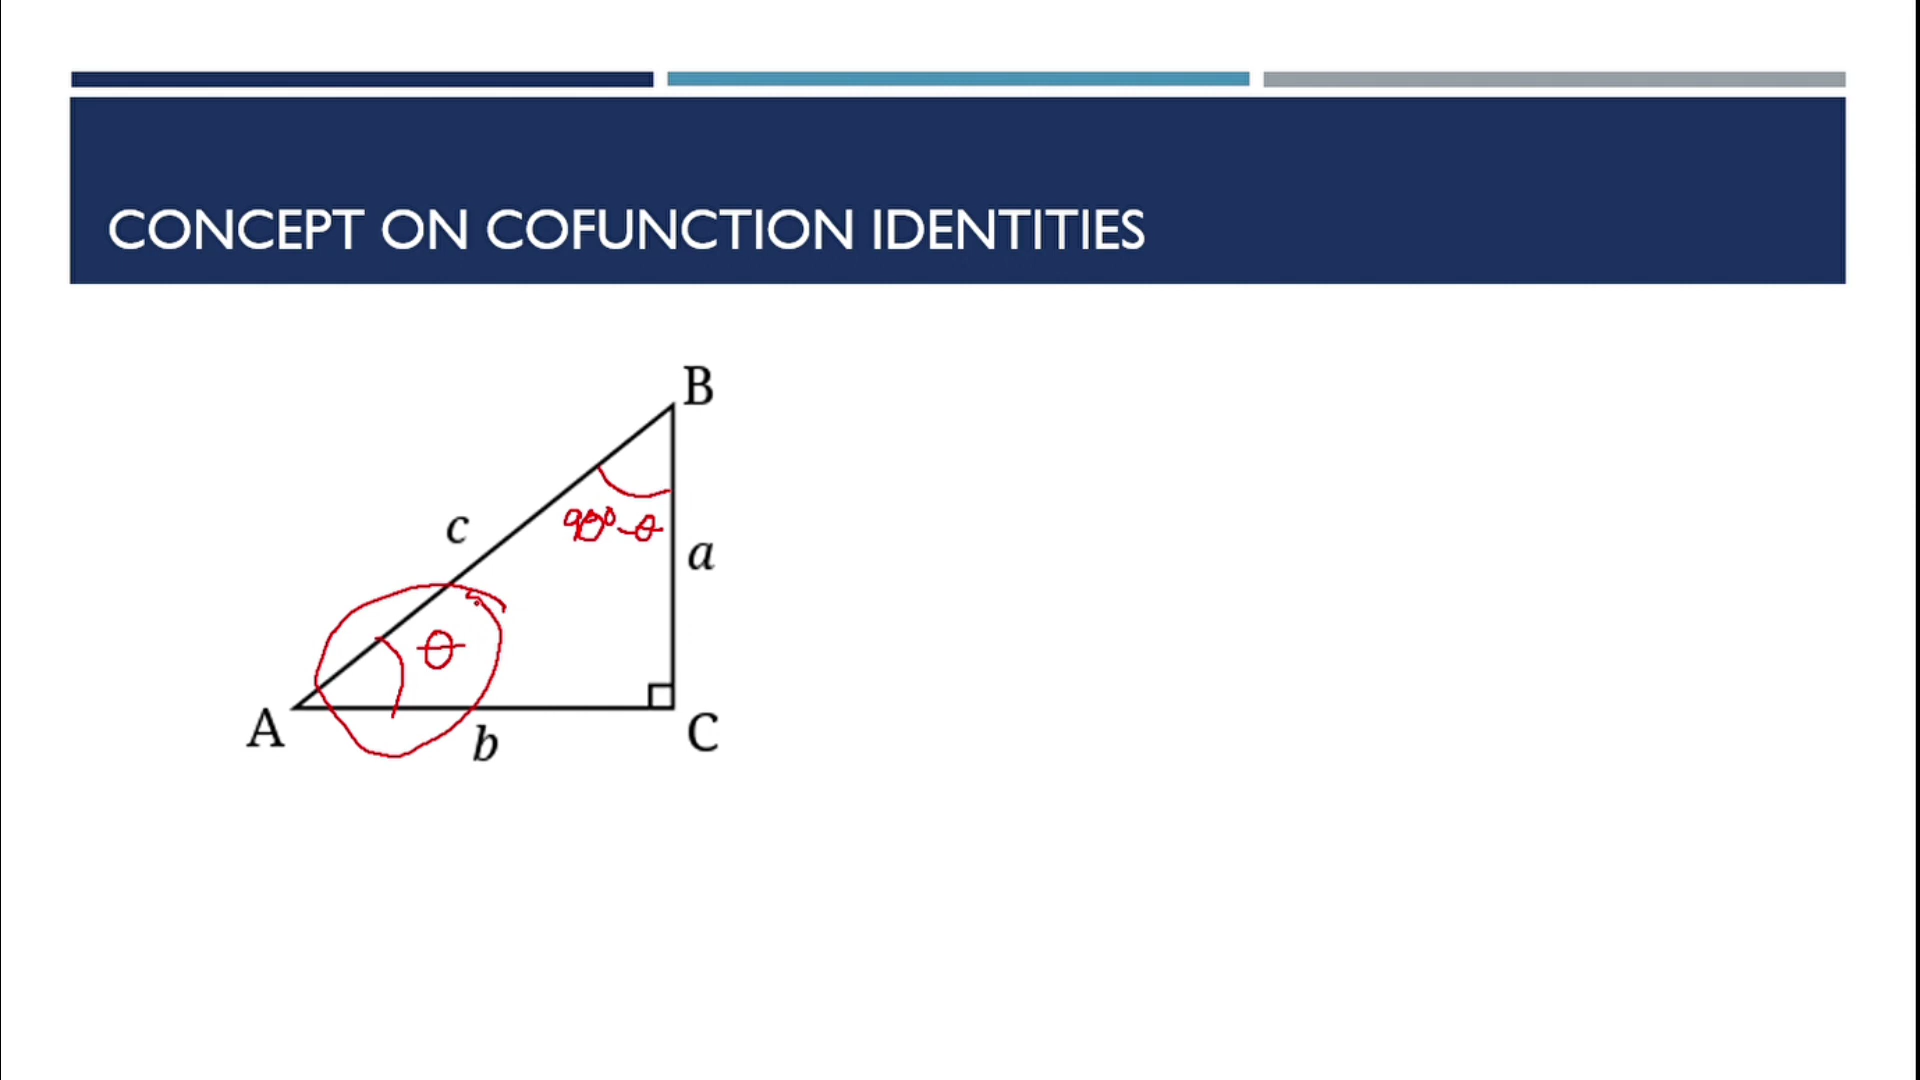 CONCEPT ON COFUNCTION IDENTITIES
B
c
90°-θ
a
θ
A
b
C